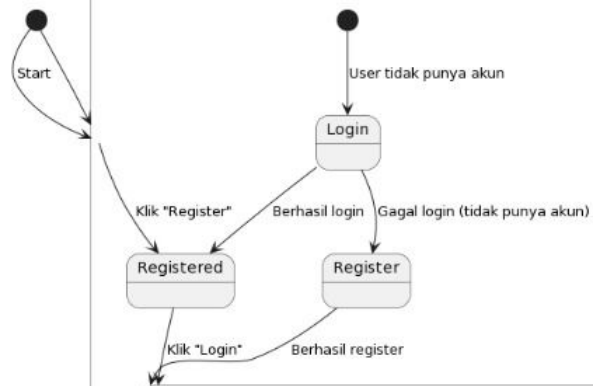 Start
User tidak punya akun
Login
Klik "Register"
Berhasil login
Gagal login (tidak punya akun)
Registered
Register
Klik "Login"
Berhasil register